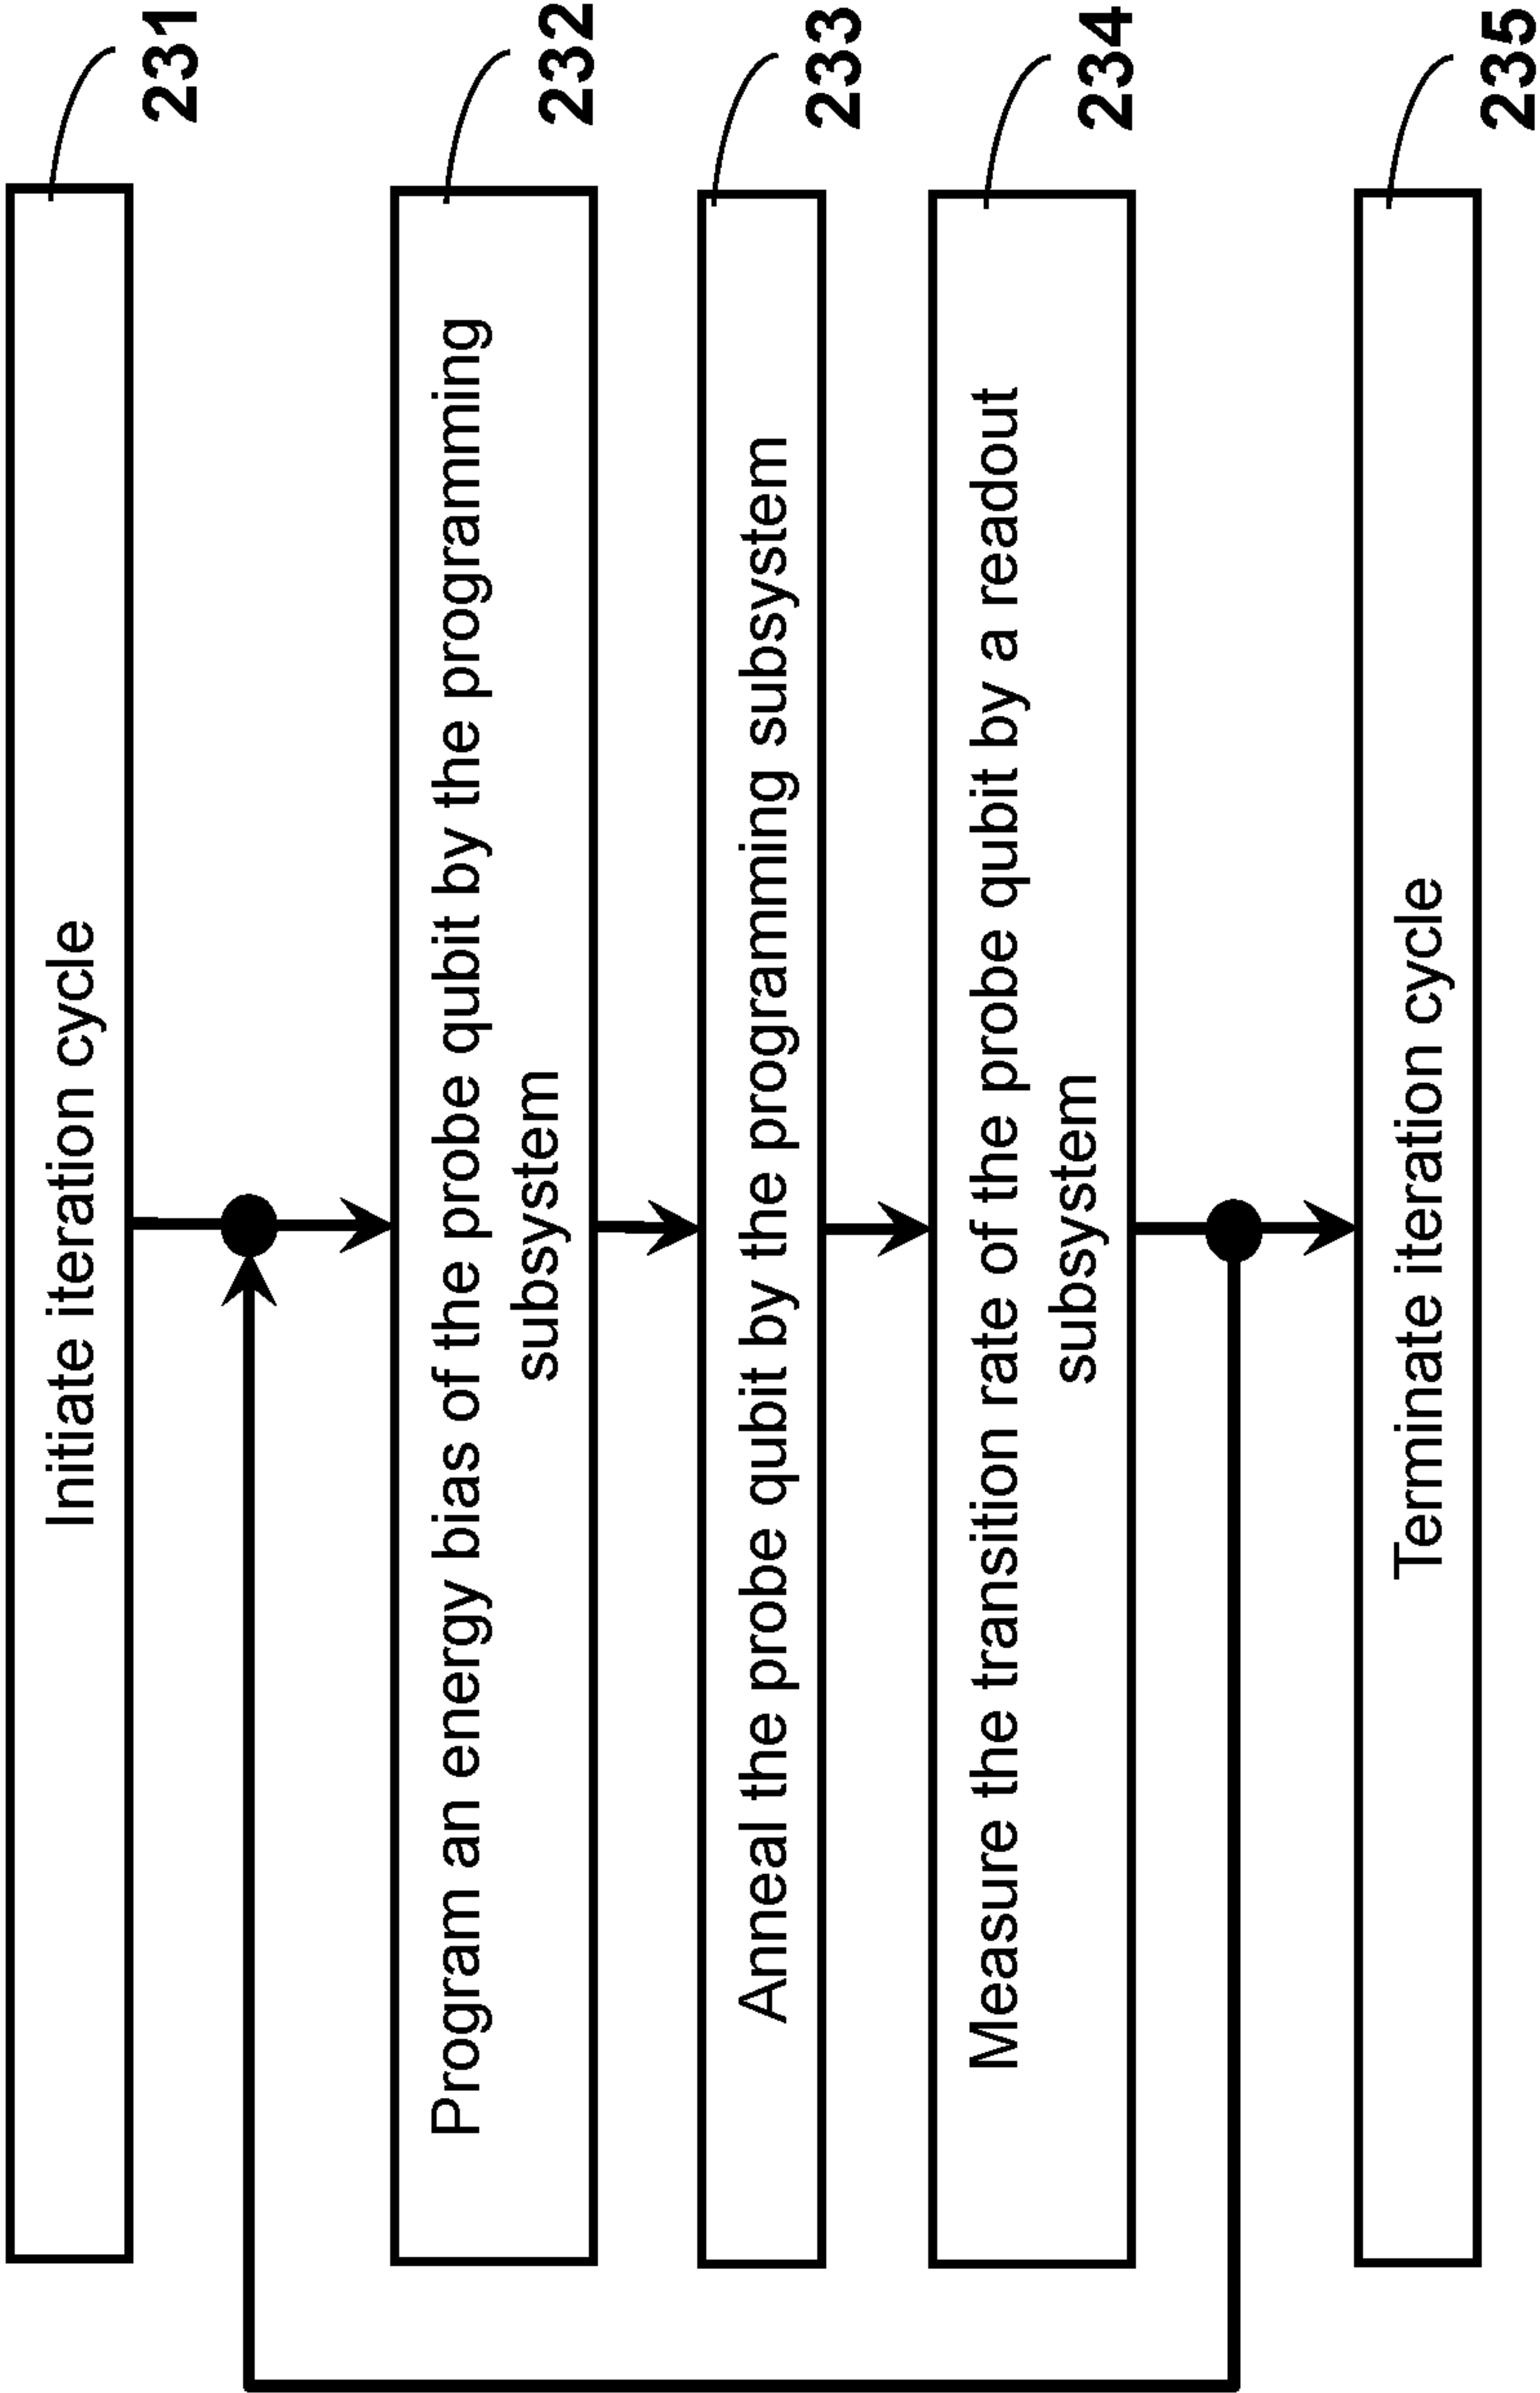 Initiate iteration cycle
231
Program an energy bias of the probe qubit by the programming
subsystem
232
Anneal the probe qubit by the programming subsystem
233
Measure the transition rate of the probe qubit by a readout
subsystem
234
Terminate iteration cycle
235